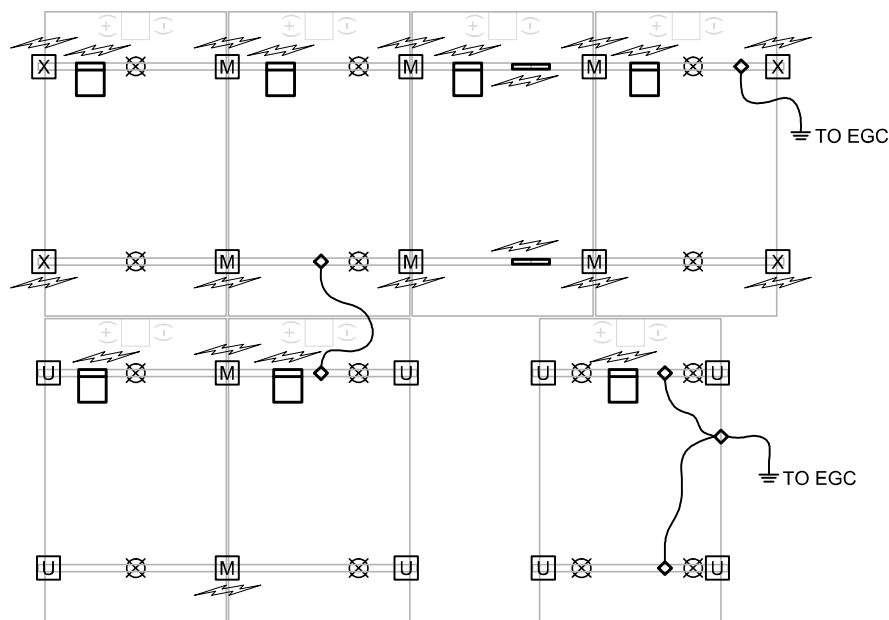 (+) (-) (+) (-) (+) (-) (+) (-)
X M M M X
TO EGC
X M M M X
(+) (-) (+) (-) (+) (-)
U M U U U
TO EGC
U M U U U